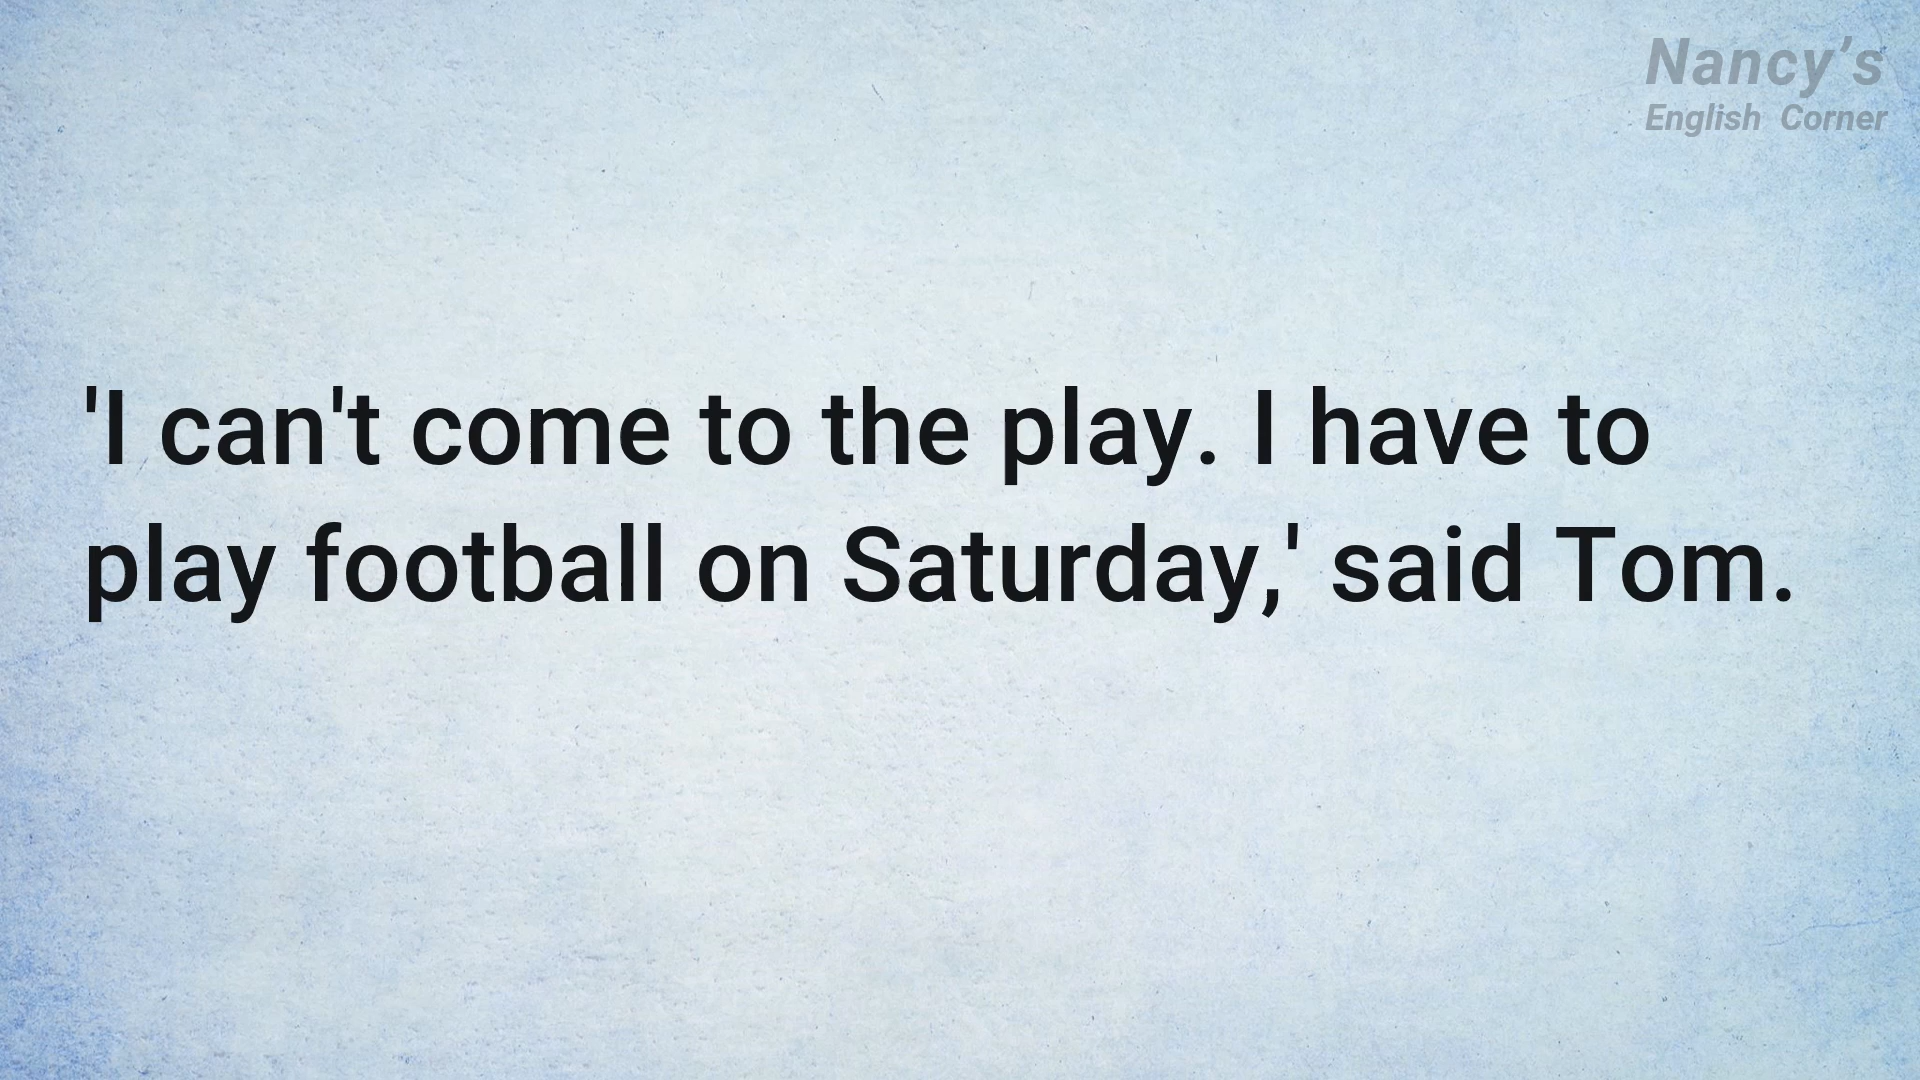 Nancy’s
English Corner
'I can't come to the play. I have to
play football on Saturday,' said Tom.